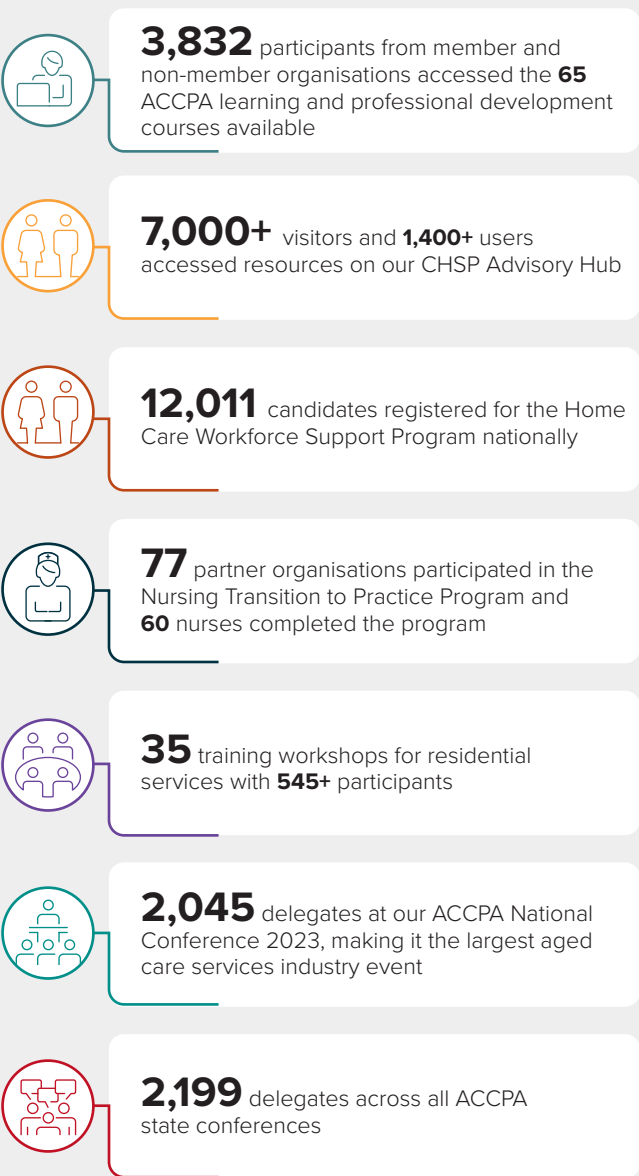 3,832 participants from member and
non-member organisations accessed the 65
ACCPA learning and professional development
courses available
7,000+ visitors and 1,400+ users
accessed resources on our CHSP Advisory Hub
12,011 candidates registered for the Home
Care Workforce Support Program nationally
77 partner organisations participated in the
Nursing Transition to Practice Program and
60 nurses completed the program
35 training workshops for residential
services with 545+ participants
2,045 delegates at our ACCPA National
Conference 2023, making it the largest aged
care services industry event
2,199 delegates across all ACCPA
state conferences